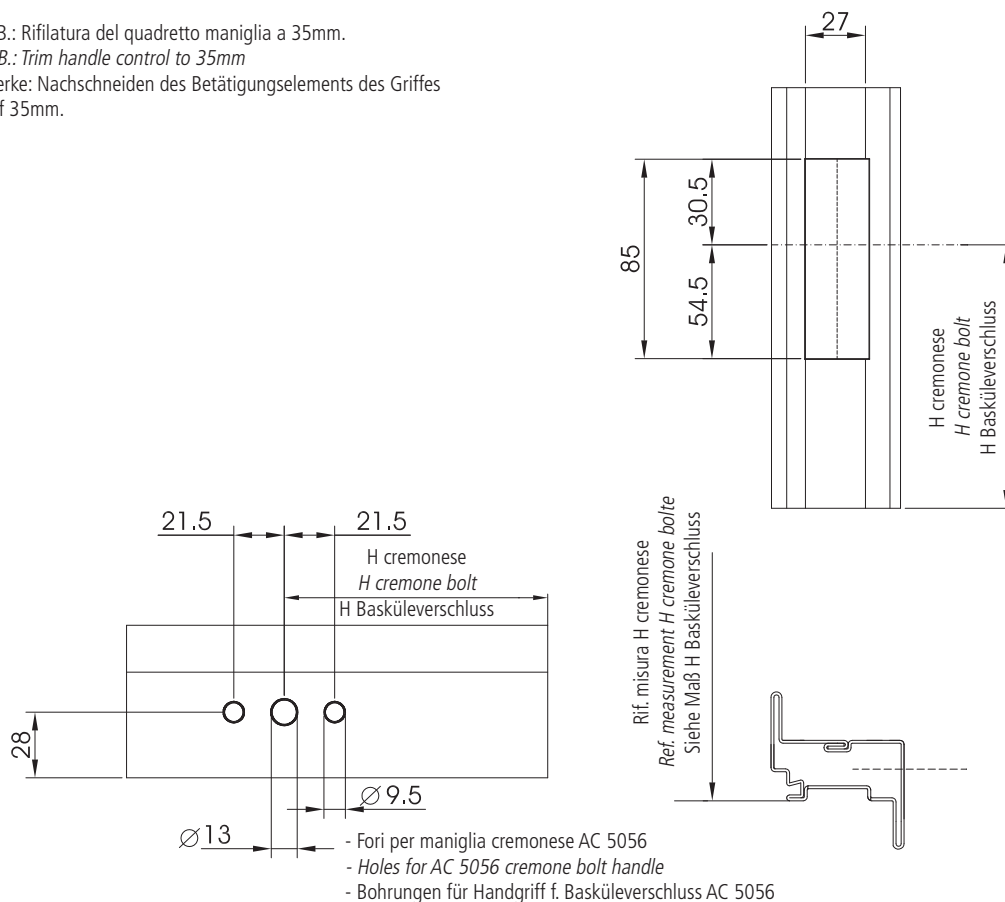 B.: Rifilatura del quadretto maniglia a 35mm.
B.: Trim handle control to 35mm
erke: Nachschneiden des Betätigungselements des Griffes
f 35mm.
27
30.5
85
54.5
H cremonese
H cremone bolt
H Basküleverschluss
21.5
21.5
H cremonese
H cremone bolt
H Basküleverschluss
Rif. misura H cremonese
Ref. measurement H cremone bolte
Siehe Maß H Basküleverschluss
28
Ø 9.5
Ø 13
- Fori per maniglia cremonese AC 5056
- Holes for AC 5056 cremone bolt handle
- Bohrungen für Handgriff f. Basküleverschluss AC 5056